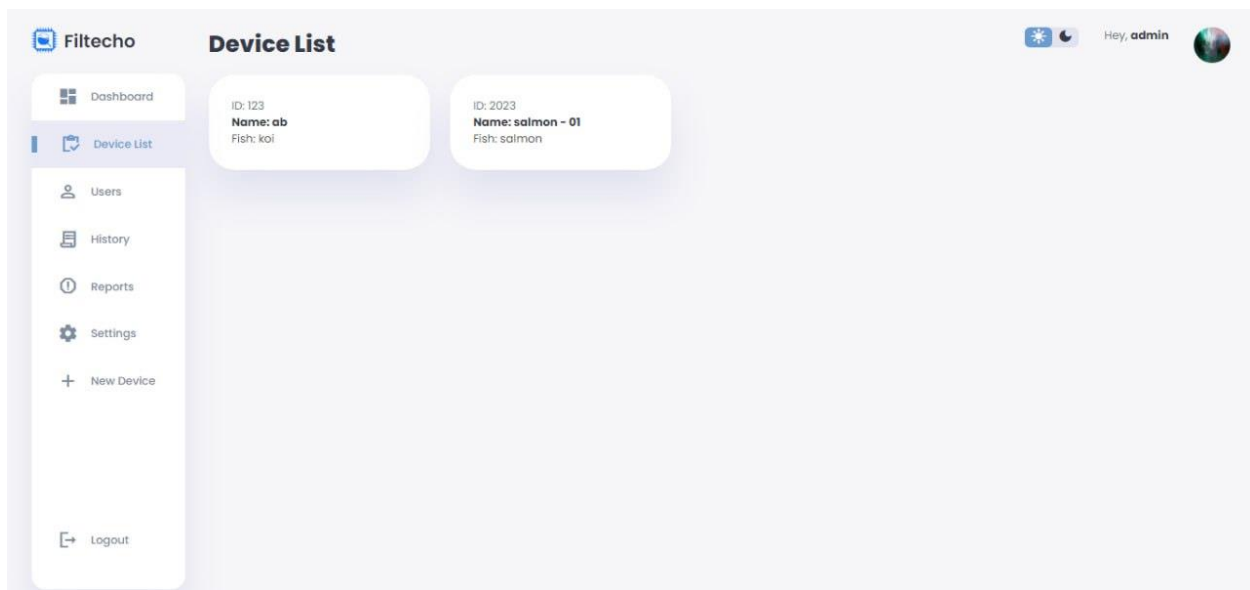 Filtecho
Device List
Hey, admin
Dashboard
Device List
Users
History
Reports
Settings
New Device
Logout
ID: 123
Name: ab
Fish: koi
ID: 2023
Name: salmon - 01
Fish: salmon